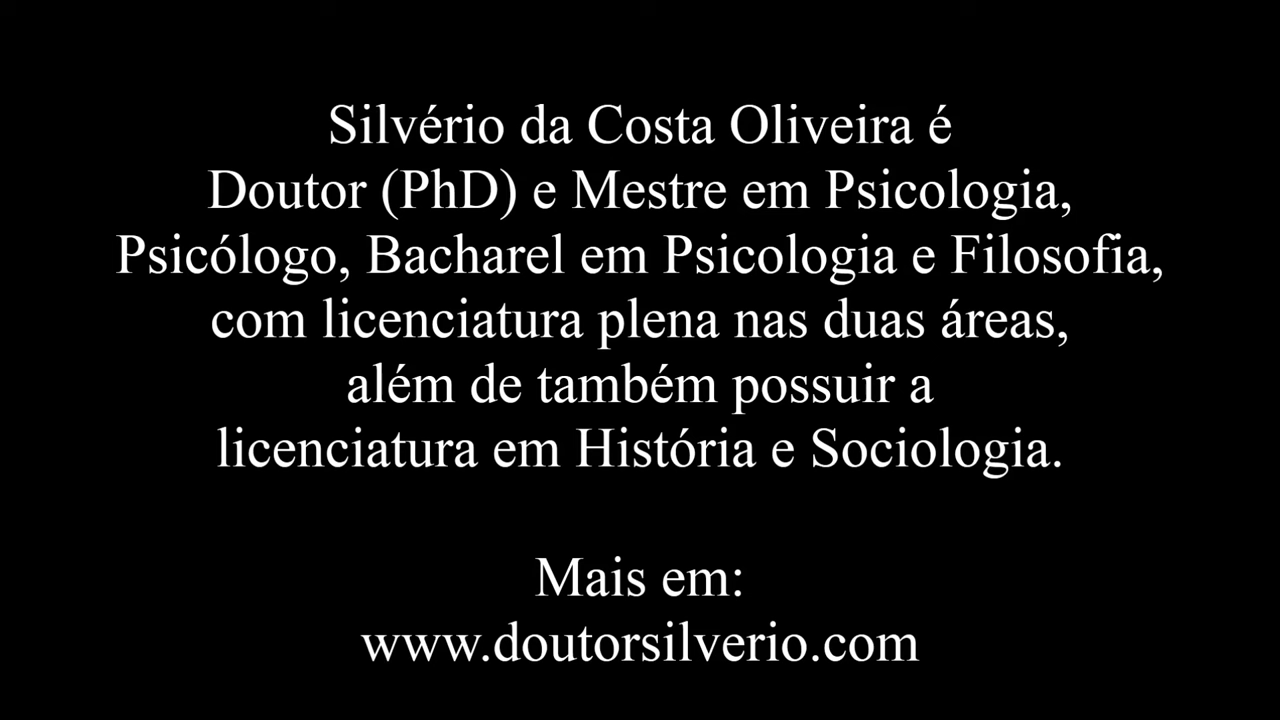 Silvério da Costa Oliveira é
Doutor (PhD) e Mestre em Psicologia,
Psicólogo, Bacharel em Psicologia e Filosofia,
com licenciatura plena nas duas áreas,
além de também possuir a
licenciatura em História e Sociologia.
Mais em:
www.doutorsilverio.com